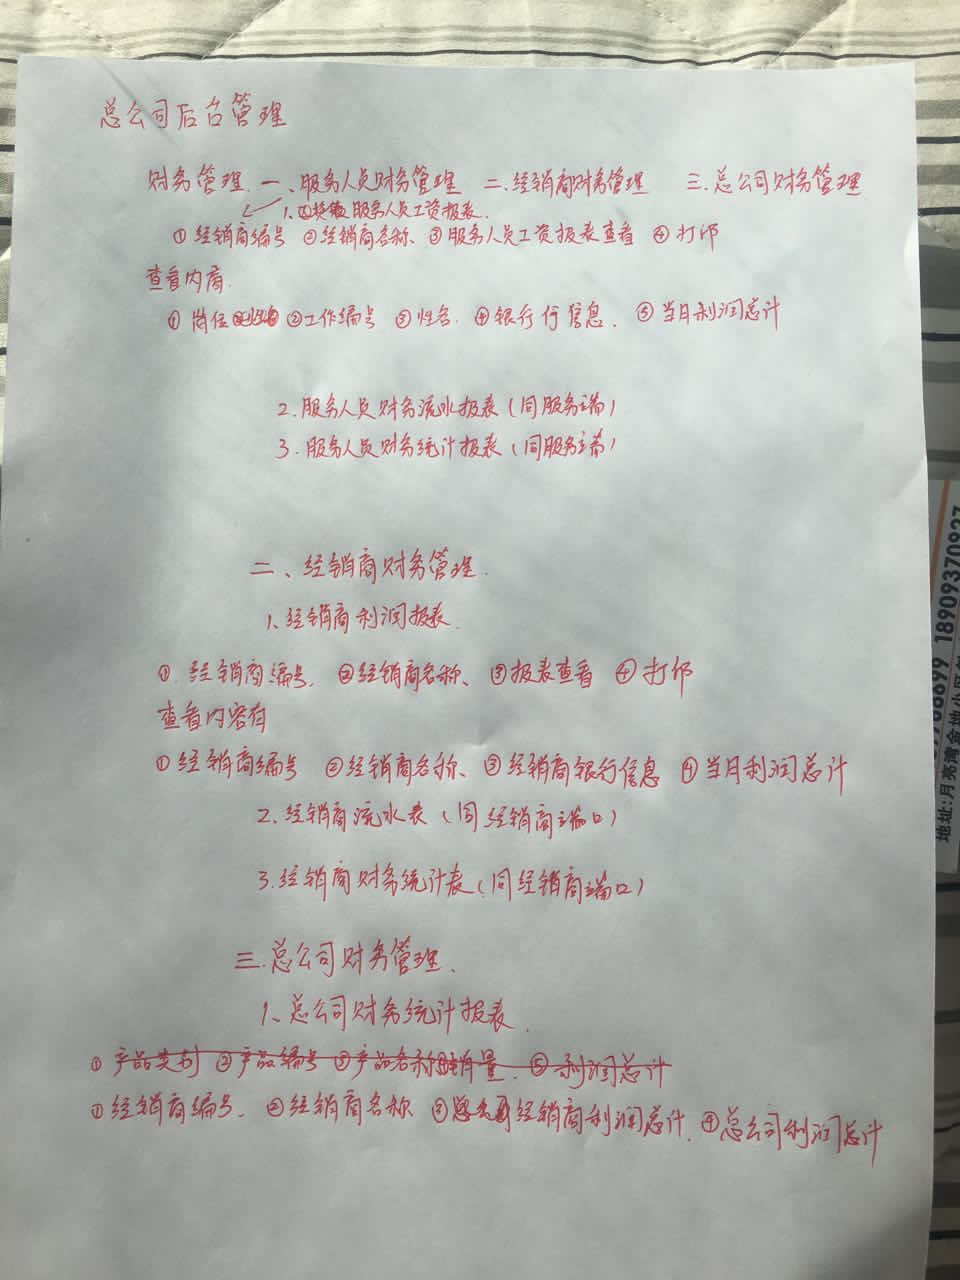 总公司后台管理
财务管理. 一、服务人员财务管理 二、经销商财务管理 三.总公司财务管理
1. 服务人员工资报表.
①经销商编号 ②经销商名称、③服务人员工资报表查看 ④打印
查看内商.
①岗位 ②工作编号 ③性名. ④银行行信息. ⑤当月利润总计
2.服务人员财务流水报表(同服务端)
3.服务人员财务统计报表(同服务端)
二、经销商财务管理.
1、经销商利润报表.
①.经销商编号. ②经销商名称、③报表查看 ④打印
查看内容有
①经销商编号 ②经销商名称、③经销商银行信息 ④当月利润总计
2.经销商流水表(同经销商端口)
3.经销商财务统计表(同经销商端口)
三.总公司财务管理.
1、总公司财务统计报表.
①产品类别 ②产品编号 ③产品名称 销量. ⑤利润总计
①经销商编号. ②经销商名称 ③ 经销商利润总计. ④总公司利润总计
18909370927
地址:月亮湾金世小区